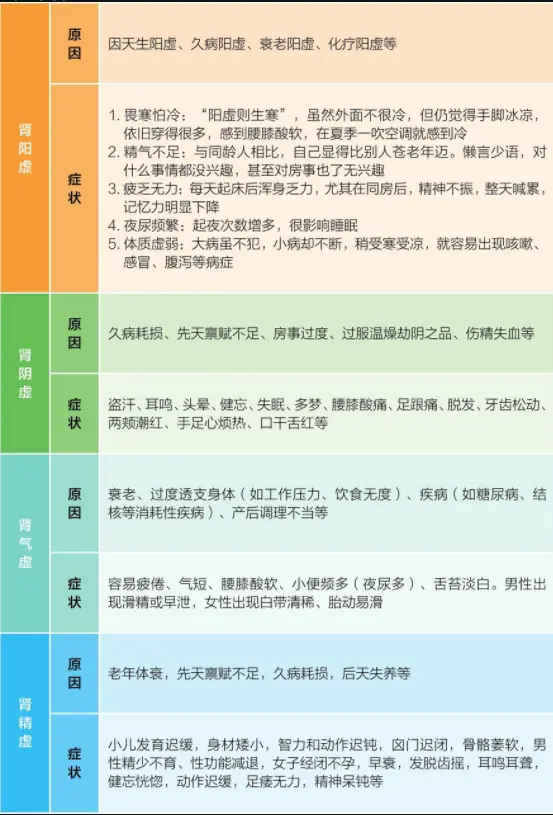 肾阳虚
原因
因天生阳虚、久病阳虚、衰老阳虚、化疗阳虚等
症状
1. 畏寒怕冷：“阳虚则生寒”，虽然外面不很冷，但仍觉得手脚冰凉，
依旧穿得很多，感到腰膝酸软，在夏季一吹空调就感到冷
2. 精气不足：与同龄人相比，自己显得比别人苍老年迈。懒言少语，对
什么事情都没兴趣，甚至对房事也了无兴趣
3. 疲乏无力：每天起床后浑身乏力，尤其在同房后，精神不振，整天喊累，
记忆力明显下降
4. 夜尿频繁：起夜次数增多，很影响睡眠
5. 体质虚弱：大病虽不犯，小病却不断，稍受寒受凉，就容易出现咳嗽、
感冒、腹泻等病症
肾阴虚
原因
久病耗损、先天禀赋不足、房事过度、过服温燥劫阴之品、伤精失血等
症状
盗汗、耳鸣、头晕、健忘、失眠、多梦、腰膝酸痛、足跟痛、脱发、牙齿松动、
两颊潮红、手足心烦热、口干舌红等
肾气虚
原因
衰老、过度透支身体（如工作压力、饮食无度）、疾病（如糖尿病、结
核等消耗性疾病）、产后调理不当等
症状
容易疲倦、气短、腰膝酸软、小便频多（夜尿多）、舌苔淡白。男性出
现滑精或早泄，女性出现白带清稀、胎动易滑
肾精虚
原因
老年体衰，先天禀赋不足，久病耗损，后天失养等
症状
小儿发育迟缓，身材矮小，智力和动作迟钝，囟门迟闭，骨骼萎软，男
性精少不育、性功能减退，女子经闭不孕，早衰，发脱齿摇，耳鸣耳聋，
健忘恍惚，动作迟缓，足痿无力，精神呆钝等